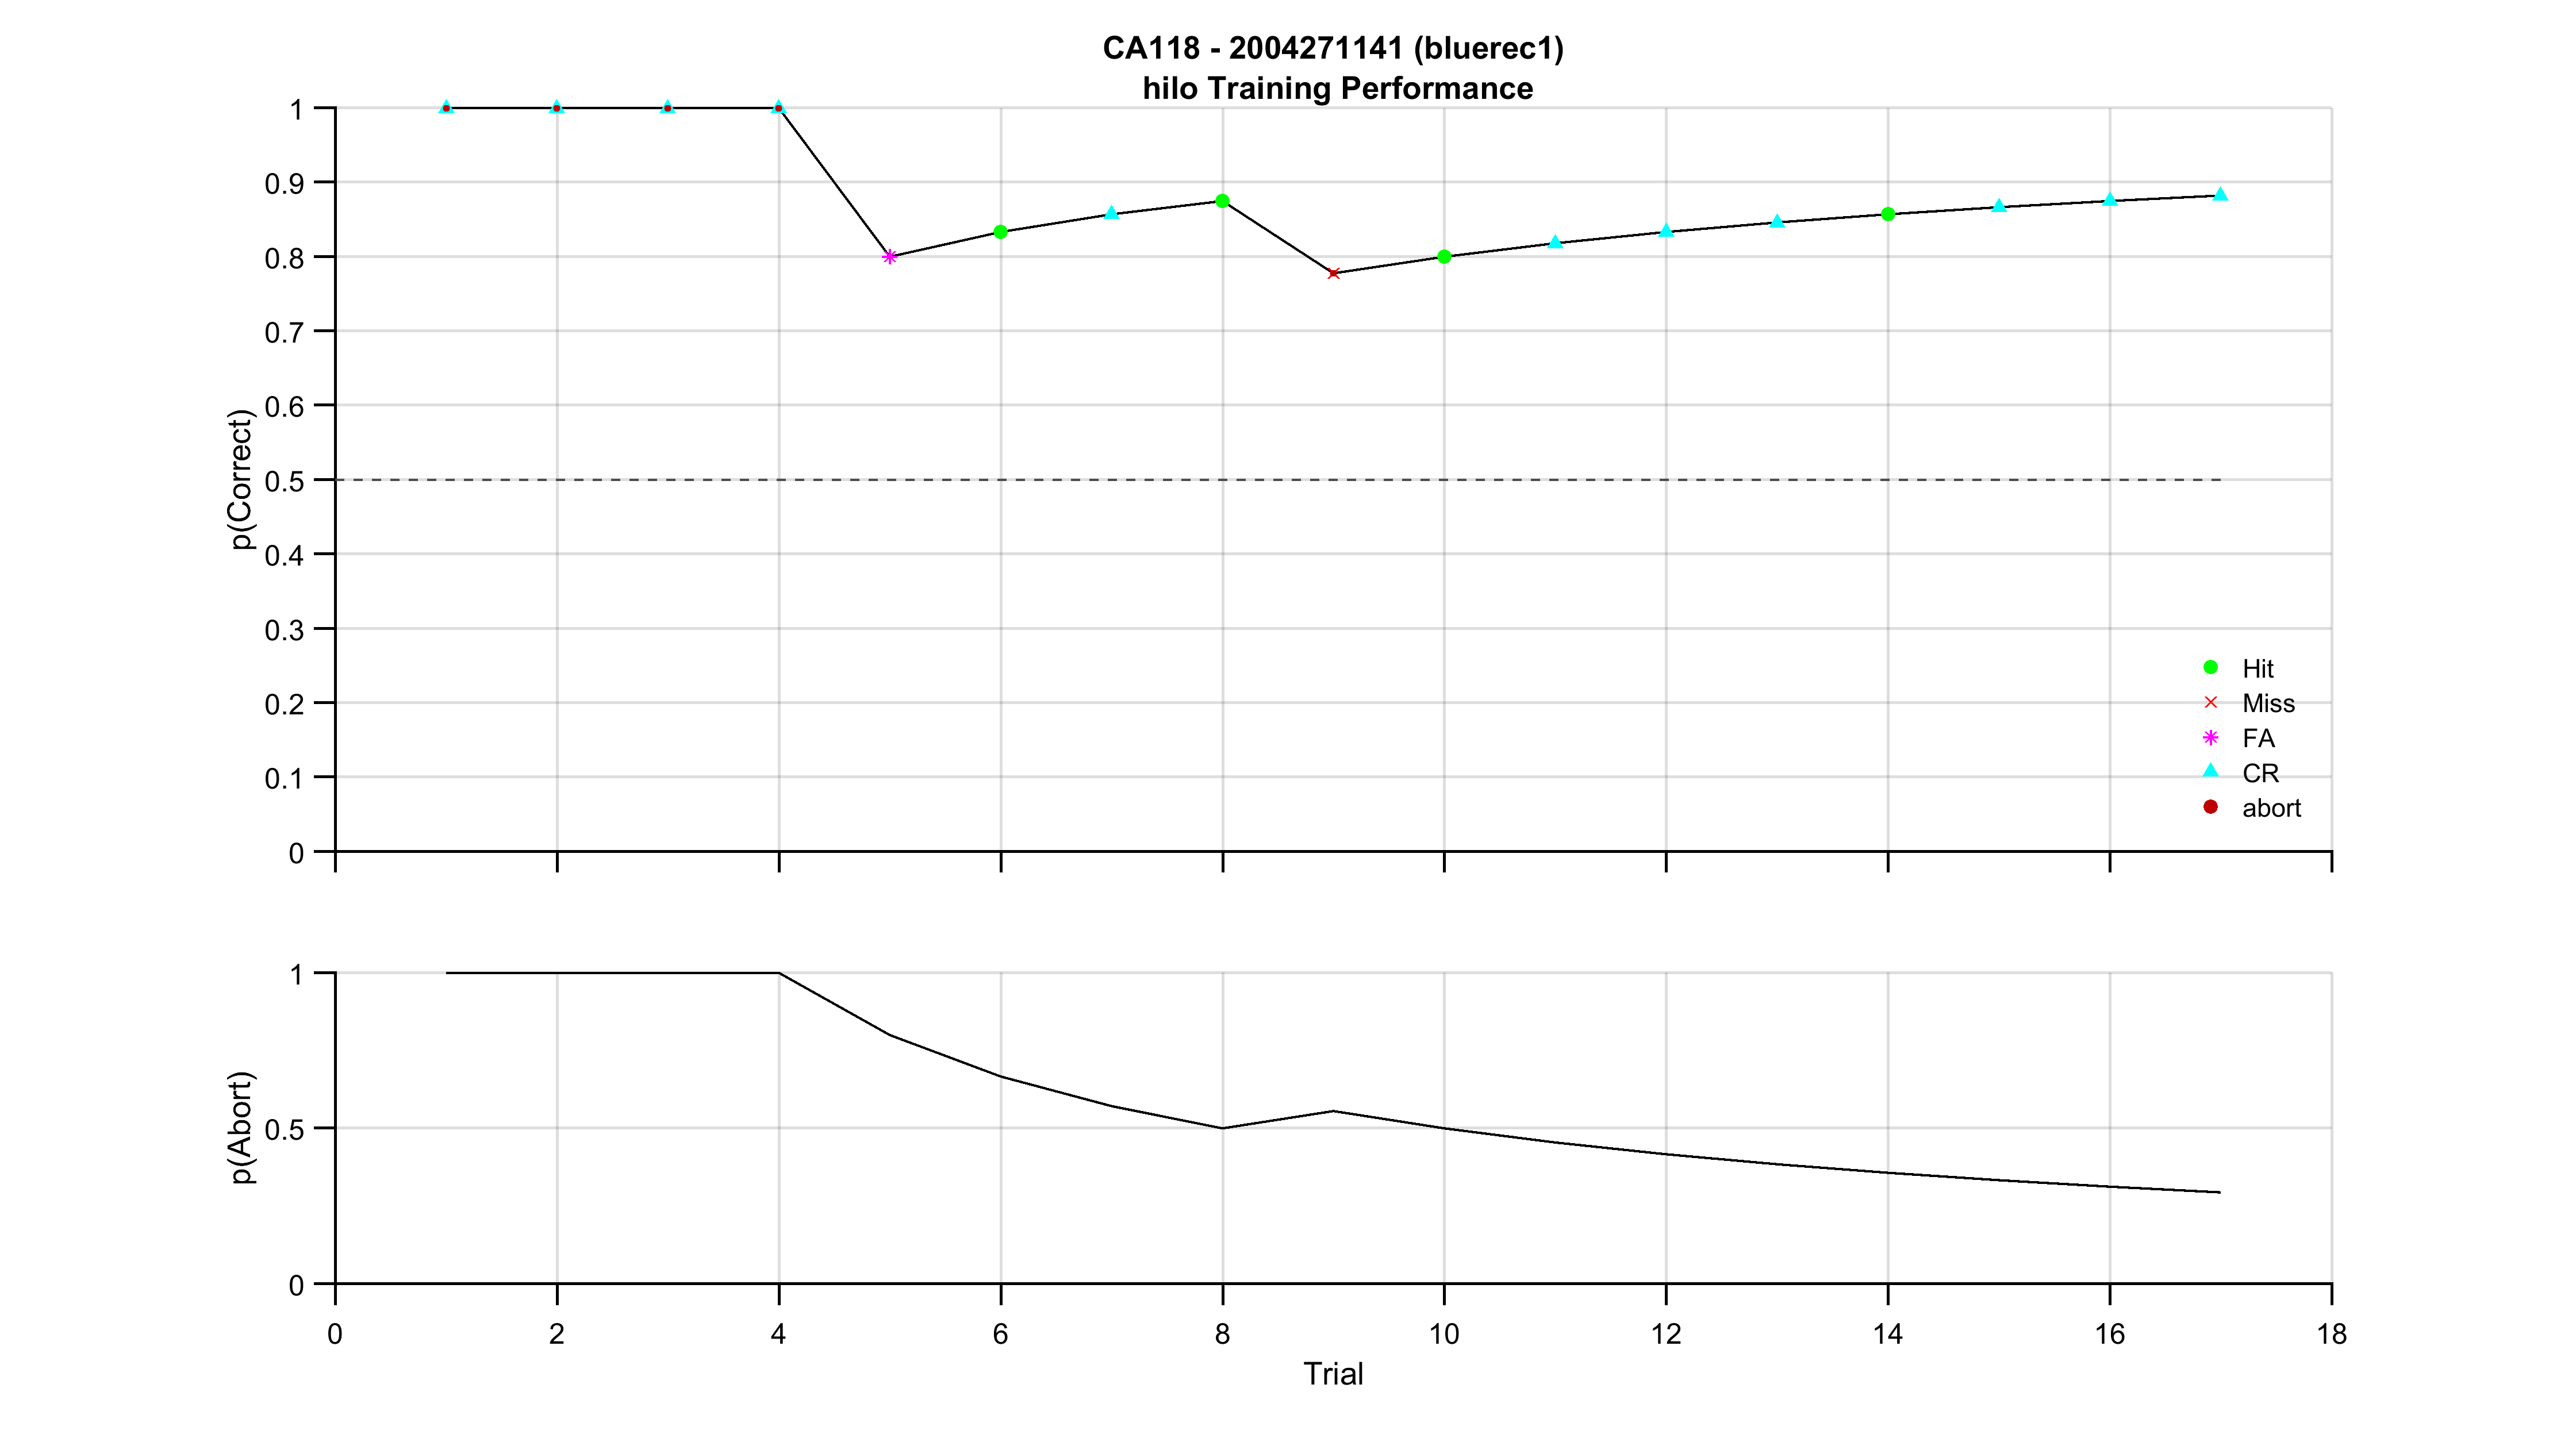 CA118 - 2004271141 (bluerec1)
hilo Training Performance
1
0.9
0.8
0.7
0.6
0.5
0.4
0.3
0.2
0.1
0
p(Correct)
Hit
Miss
FA
CR
abort
1
0.5
0
p(Abort)
0 2 4 6 8 10 12 14 16 18
Trial